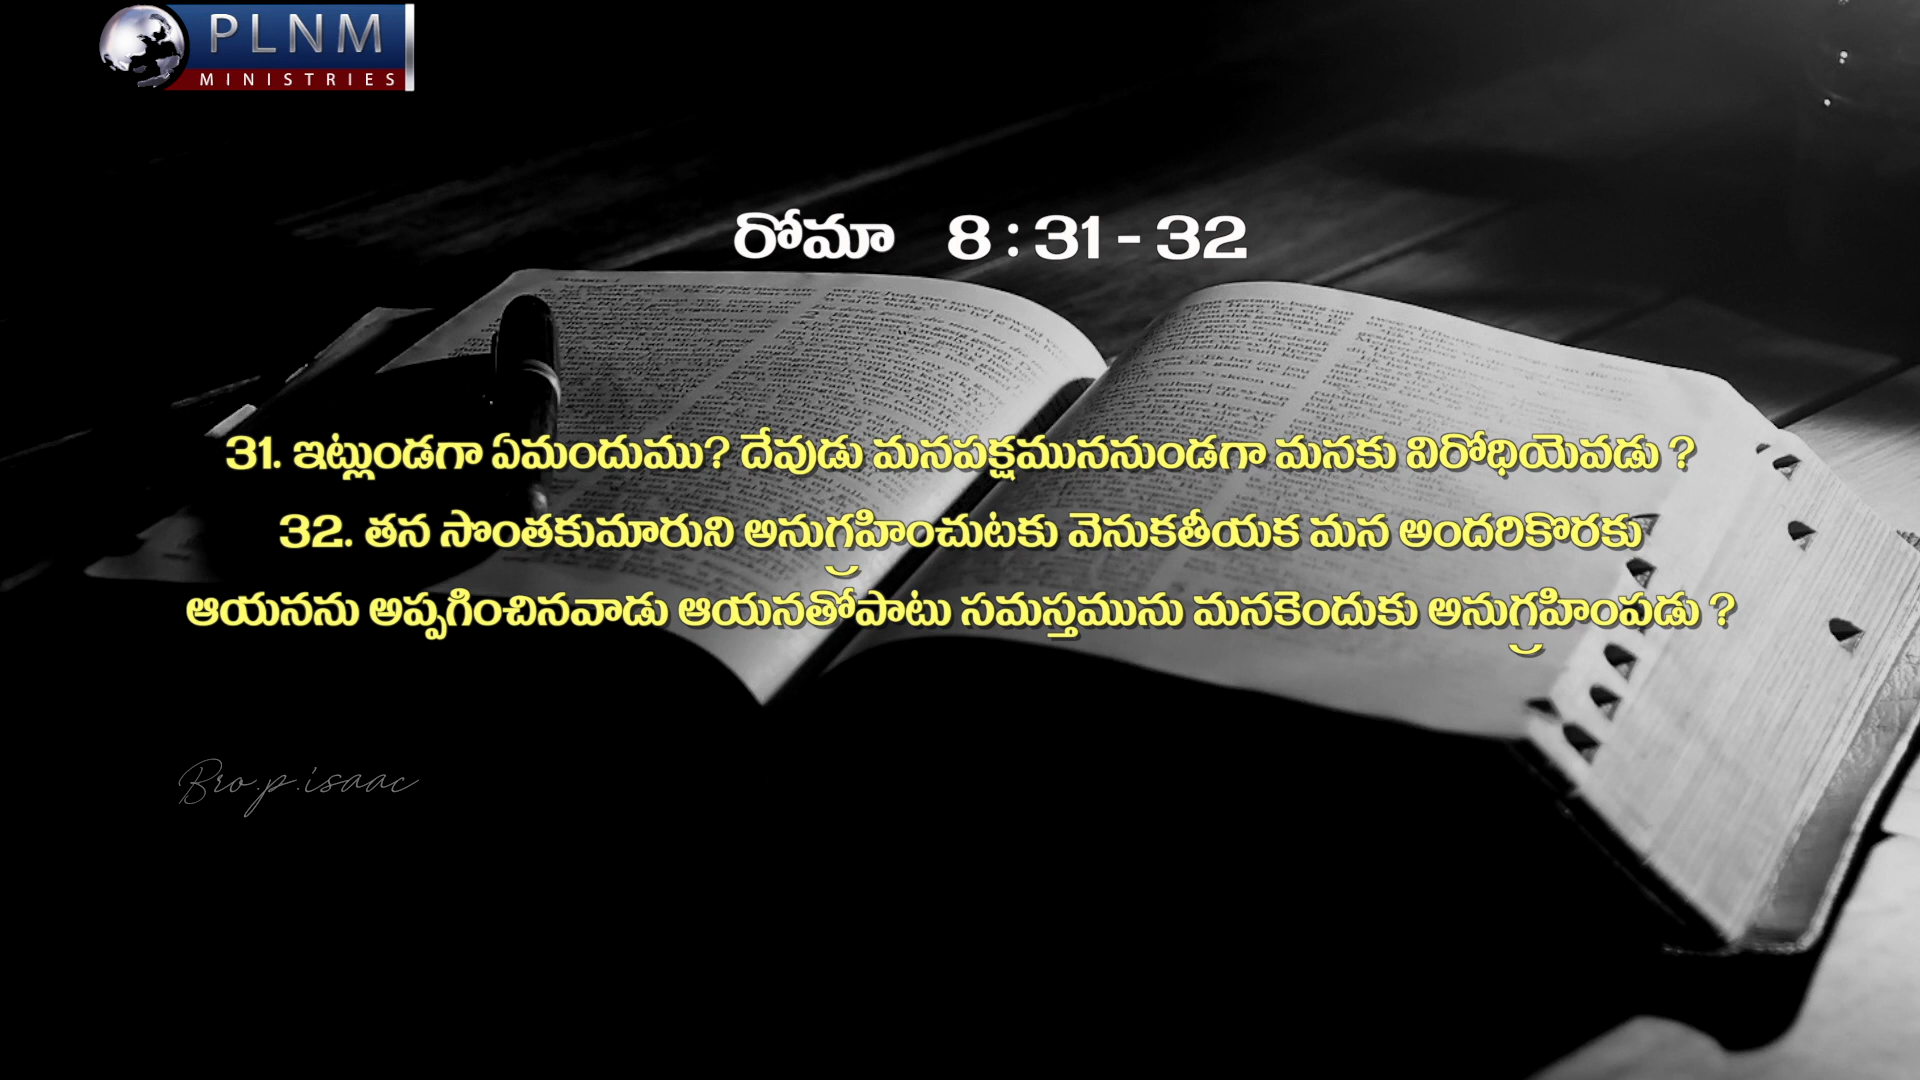 PLNM
MINISTRIES
రోమా 8 : 31 - 32
31. ఇట్లుండగా ఏమందుము? దేవుడు మనపక్షముననుండగా మనకు విరోధియెవడు ?
32. తన సొంతకుమారుని అనుగ్రహించుటకు వెనుకతీయక మన అందరికొరకు
ఆయనను అప్పగించినవాడు ఆయనతోపాటు సమస్తమును మనకెందుకు అనుగ్రహింపడు ?
Bro.p.isaac